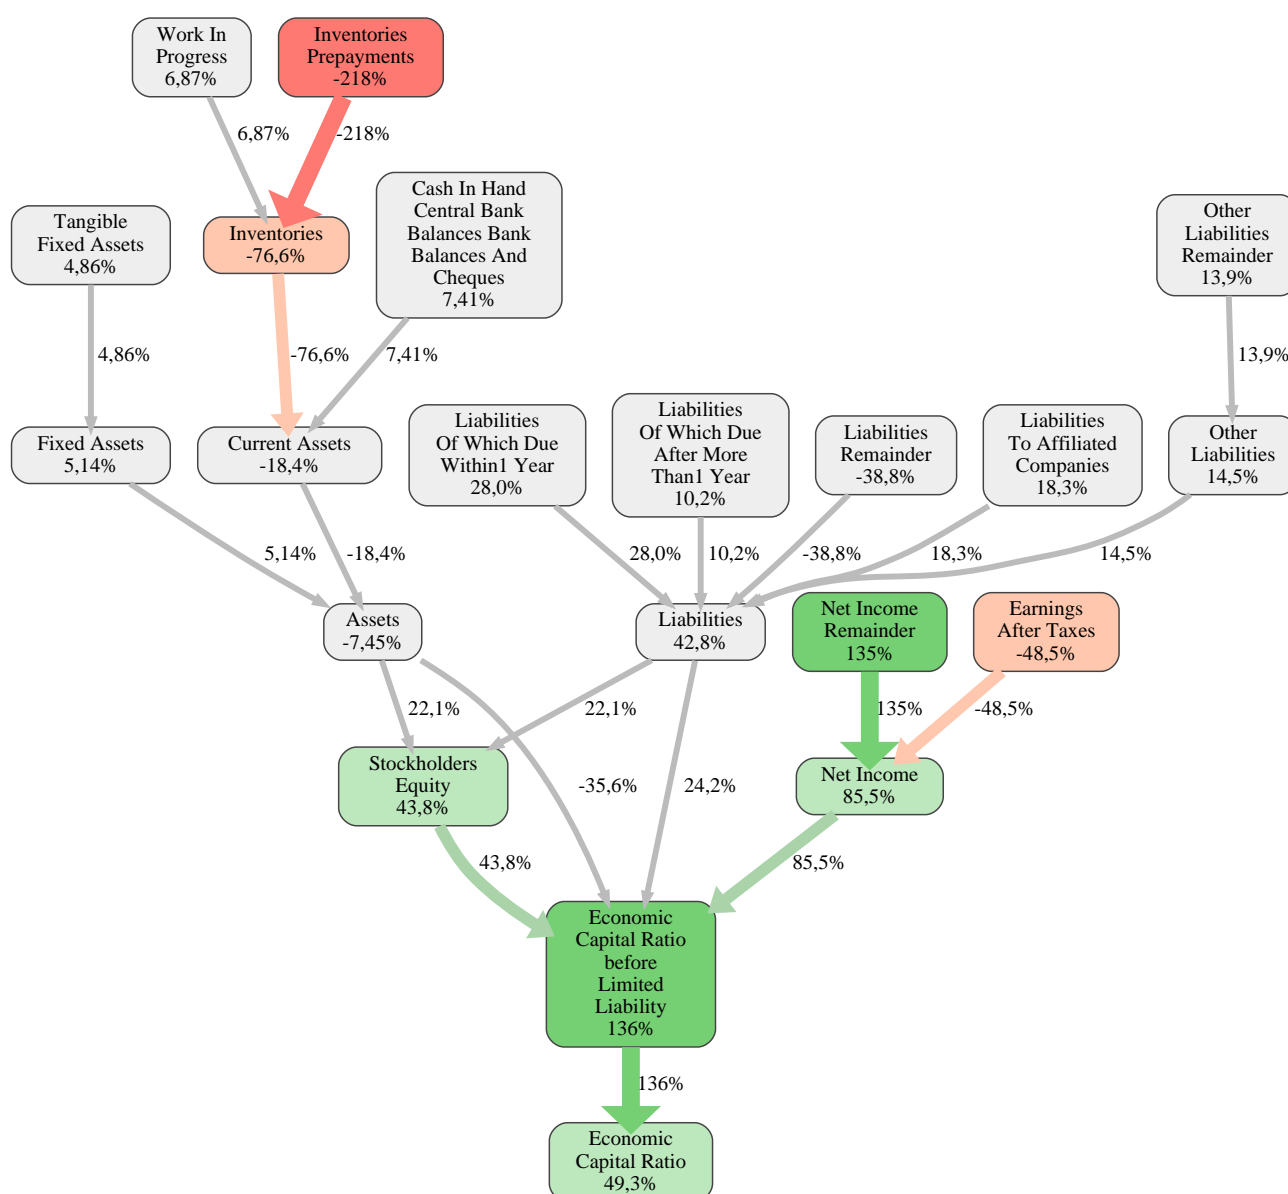 Work In
Progress
6,87%
Inventories
Prepayments
-218%
6,87%
-218%
Tangible
Fixed Assets
4,86%
Inventories
-76,6%
Cash In Hand
Central Bank
Balances Bank
Balances And
Cheques
7,41%
Other
Liabilities
Remainder
13,9%
4,86%
-76,6%
7,41%
13,9%
Fixed Assets
5,14%
Current Assets
-18,4%
Liabilities
Of Which Due
Within1 Year
28,0%
Liabilities
Of Which Due
After More
Than1 Year
10,2%
Liabilities
Remainder
-38,8%
Liabilities
To Affiliated
Companies
18,3%
Other
Liabilities
14,5%
5,14%
-18,4%
28,0%
10,2%
-38,8%
18,3%
14,5%
Assets
-7,45%
Liabilities
42,8%
Net Income
Remainder
135%
Earnings
After Taxes
-48,5%
22,1%
22,1%
135%
-48,5%
Stockholders
Equity
43,8%
-35,6%
24,2%
Net Income
85,5%
43,8%
85,5%
Economic
Capital Ratio
before
Limited
Liability
136%
136%
Economic
Capital Ratio
49,3%